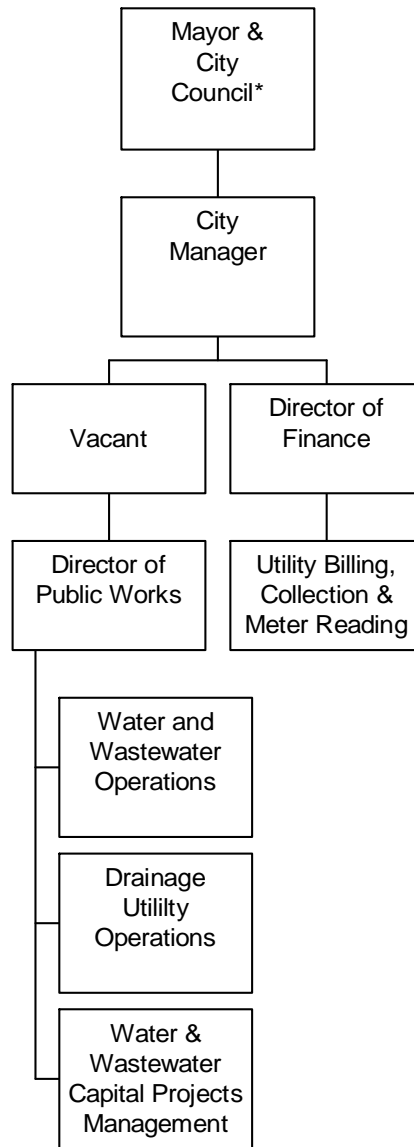 Mayor &
City
Council*
City
Manager
Vacant
Director of
Finance
Director of
Public Works
Utility Billing,
Collection &
Meter Reading
Water and
Wastewater
Operations
Drainage
Utililty
Operations
Water &
Wastewater
Capital Projects
Management